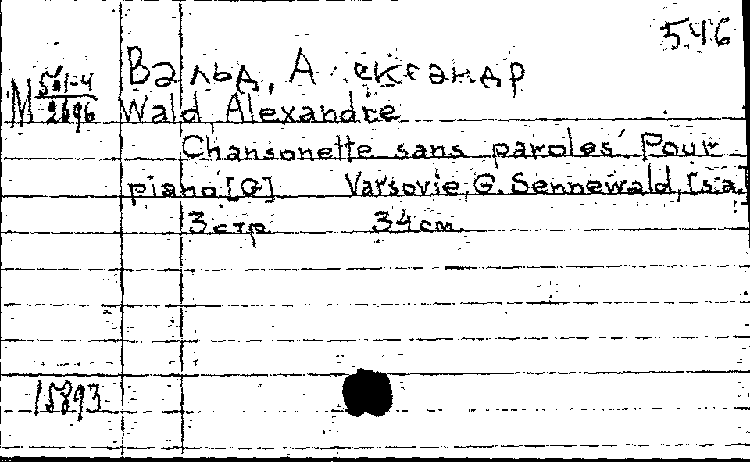 546
М 561-4/2696
Вальд, Александр
Wald Alexandre
Chansonette sans paroles Pour
piano [G] Varsovie, G. Sennewald, [s.a.]
3 стр. 34 см.
15893